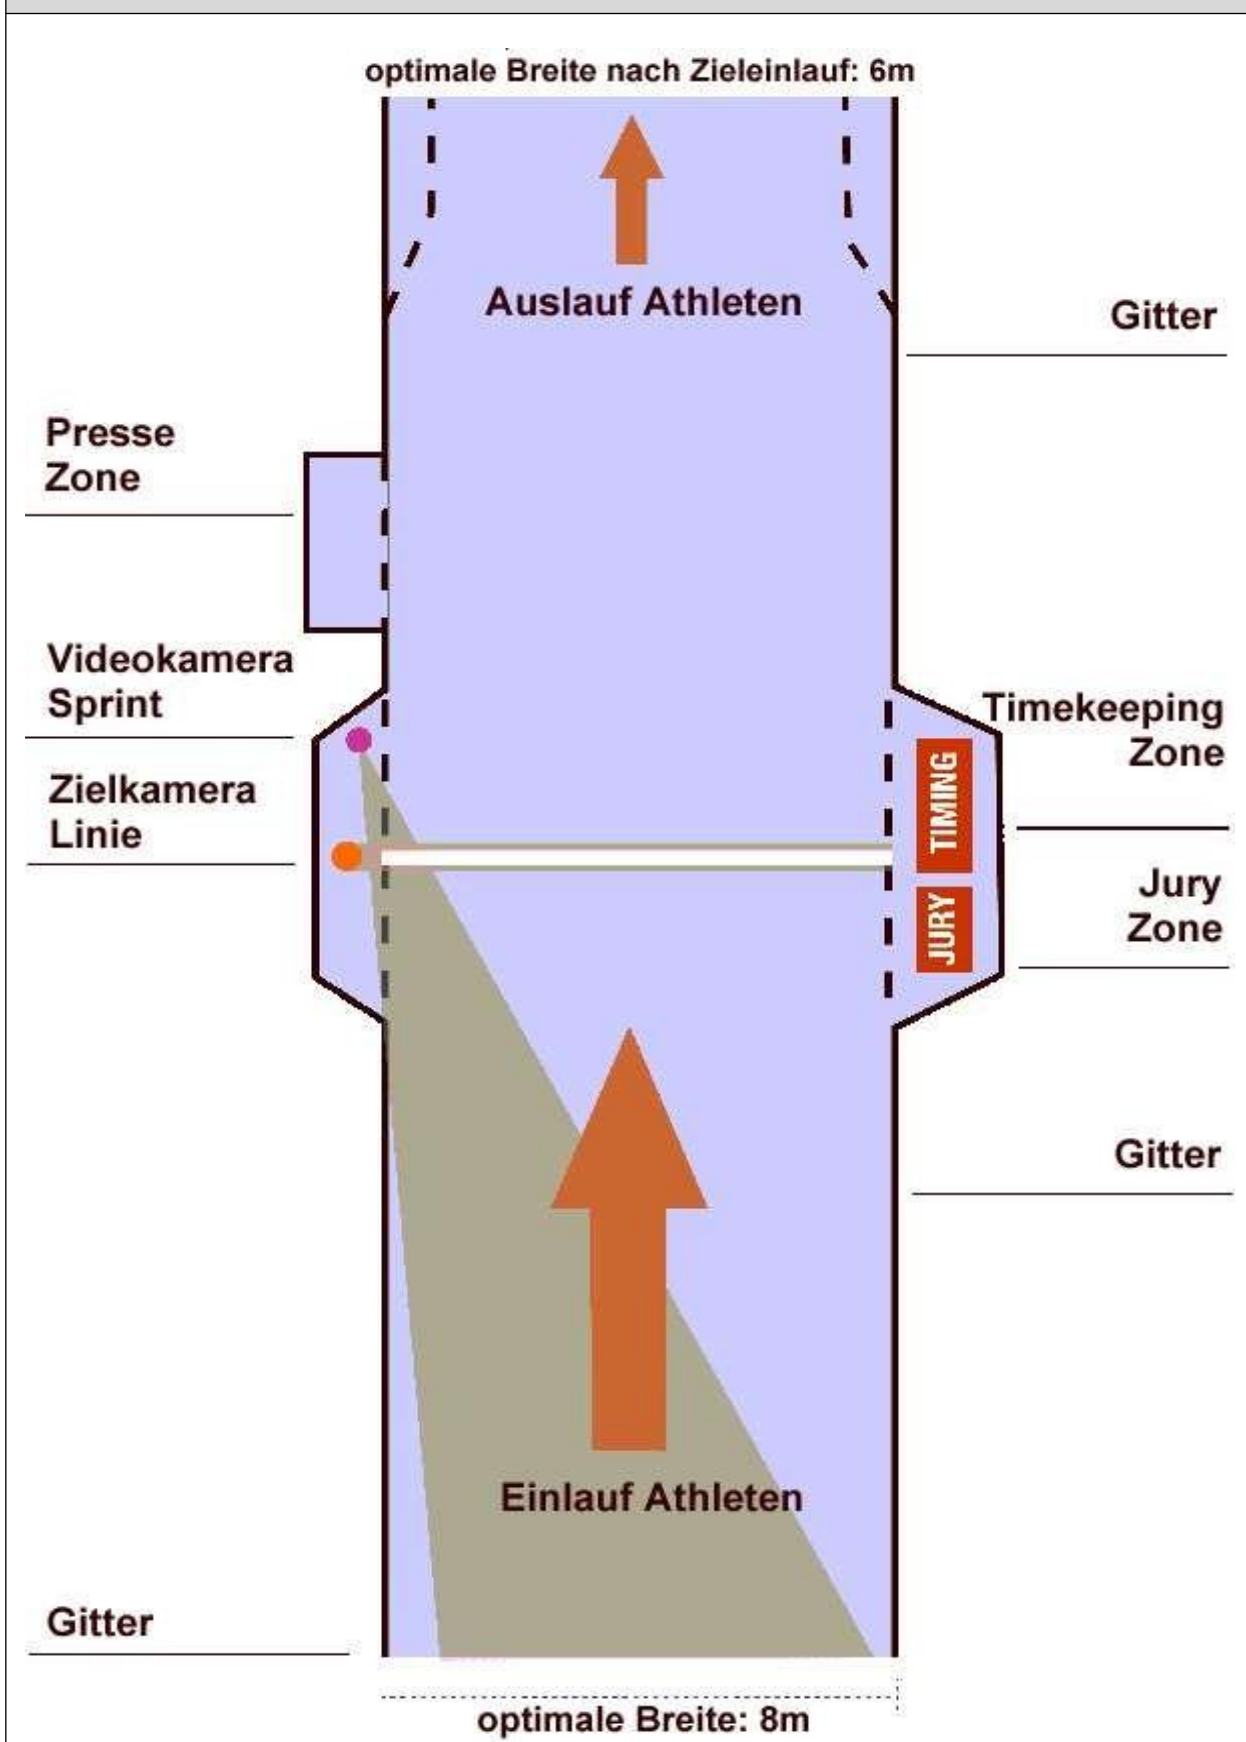 optimale Breite nach Zieleinlauf: 6m
Auslauf Athleten
Gitter
Presse
Zone
Videokamera
Sprint
Timekeeping
Zone
TIMING
Zielkamera
Linie
JURY
Jury
Zone
Gitter
Einlauf Athleten
Gitter
optimale Breite: 8m